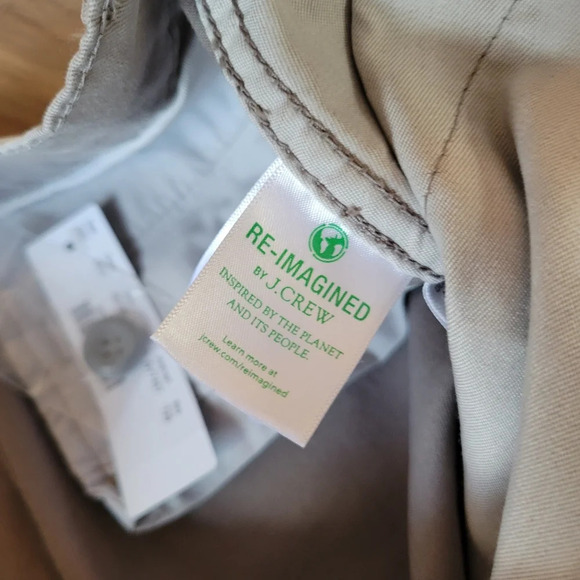 RE-IMAGINED
BY J.CREW
INSPIRED BY THE PLANET
AND ITS PEOPLE.
Learn more at
jcrew.com/reimagined